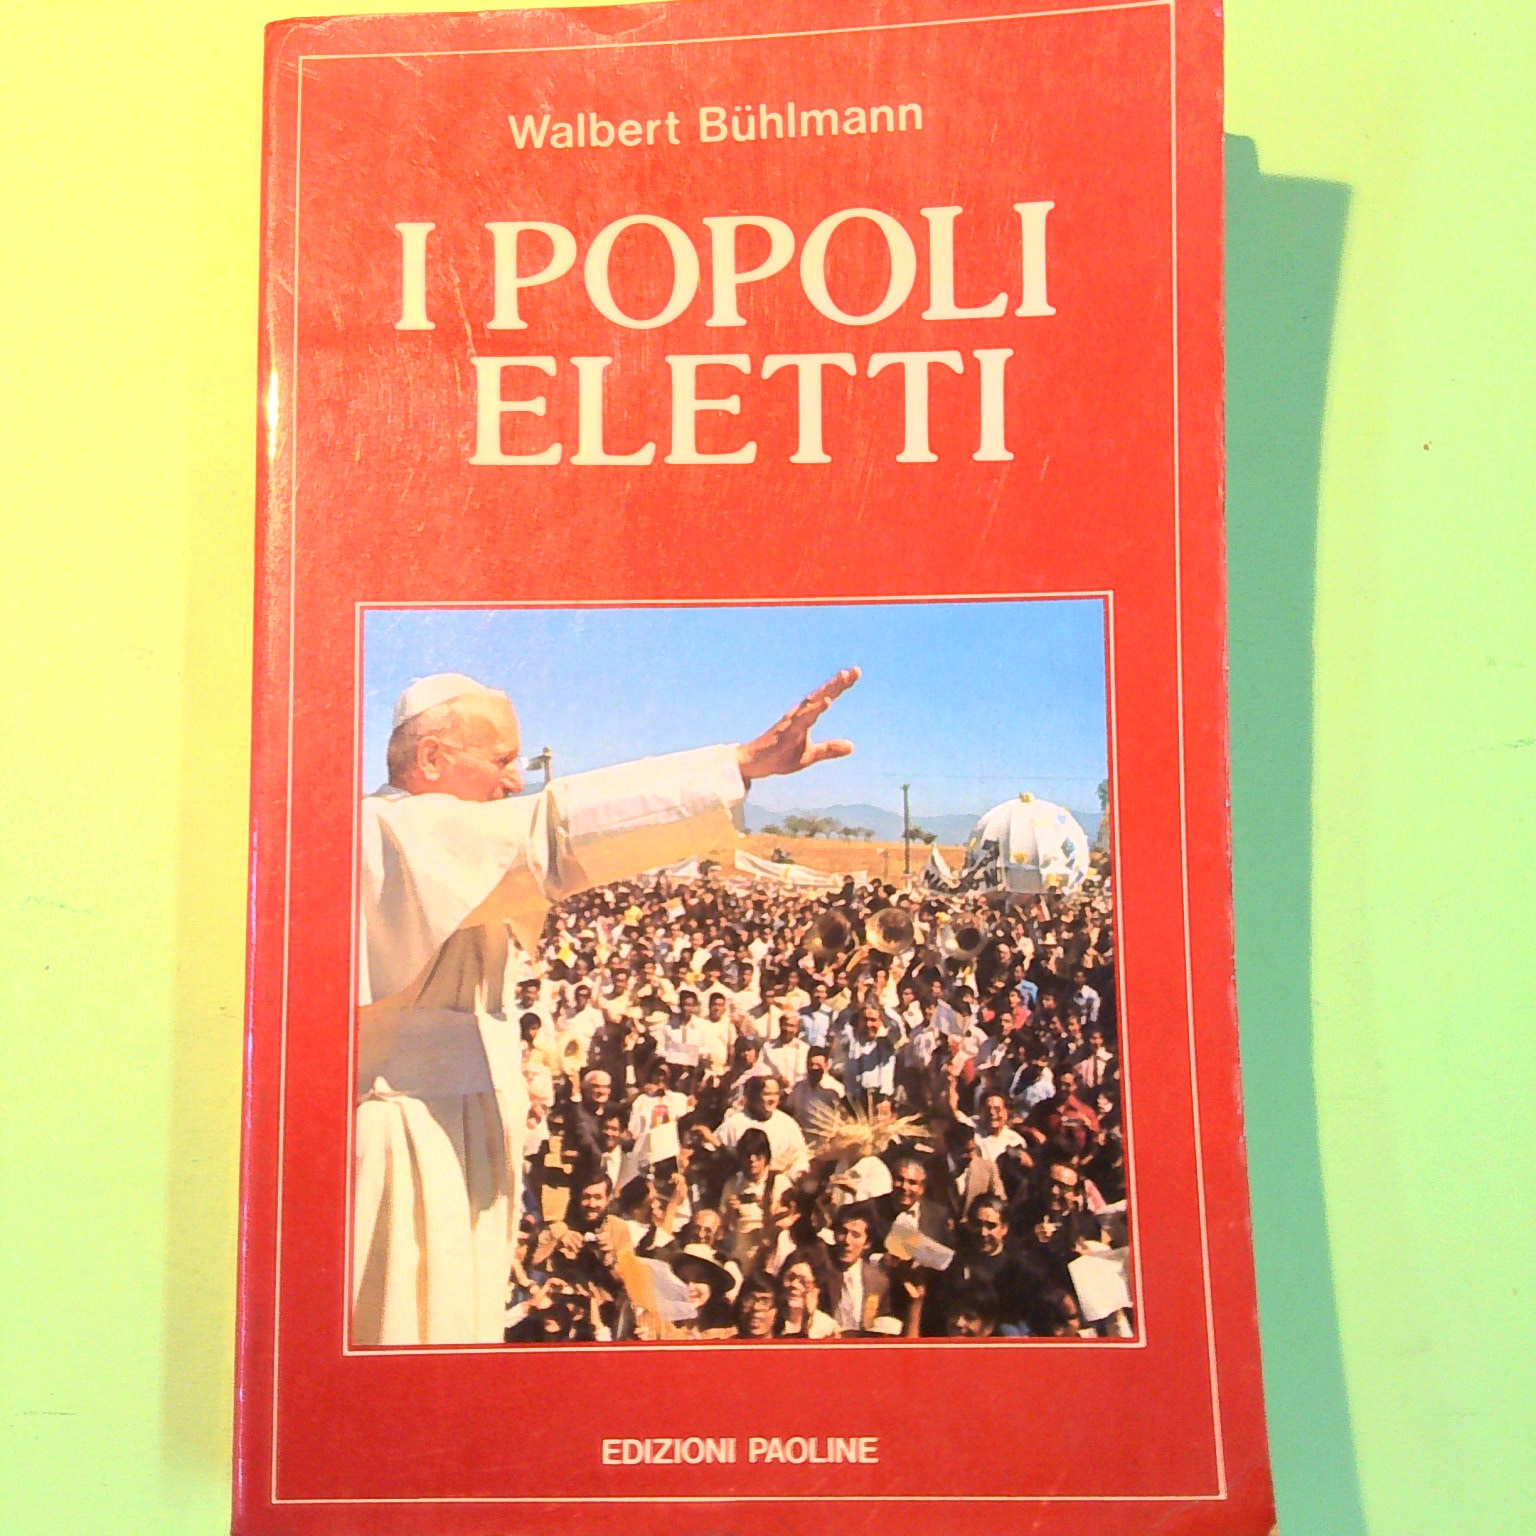 Walbert Bühlmann
I POPOLI
ELETTI
EDIZIONI PAOLINE